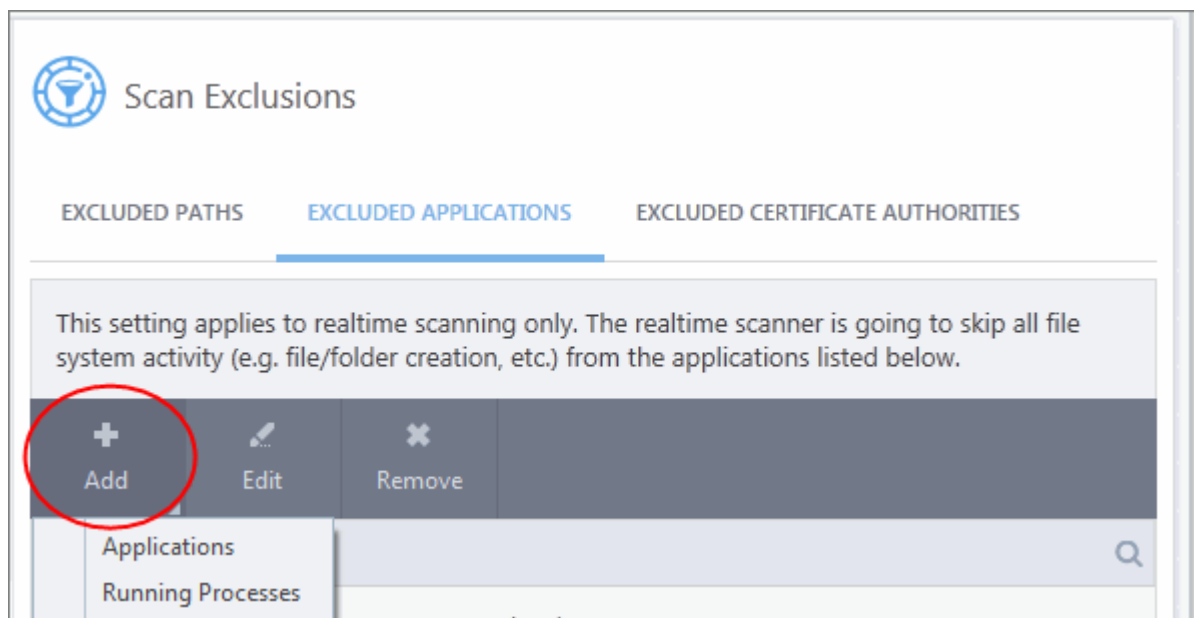 Scan Exclusions
EXCLUDED PATHS EXCLUDED APPLICATIONS EXCLUDED CERTIFICATE AUTHORITIES
This setting applies to realtime scanning only. The realtime scanner is going to skip all file
system activity (e.g. file/folder creation, etc.) from the applications listed below.
Add Edit Remove
Applications
Running Processes